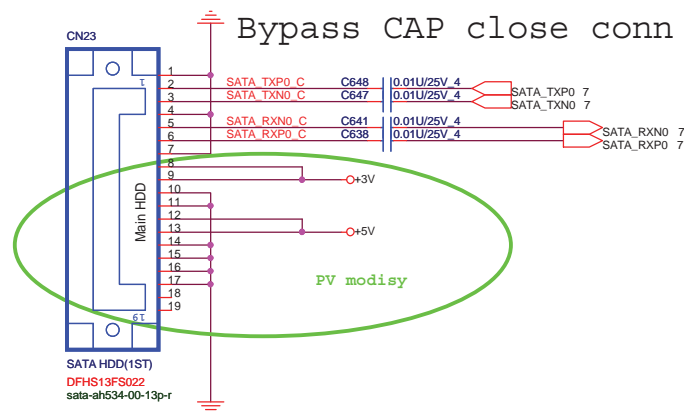 Bypass CAP close conn
CN23
1
1
2 SATA_TXP0_C C648 0.01U/25V_4 SATA_TXP0 7
3 SATA_TXN0_C C647 0.01U/25V_4 SATA_TXN0 7
4
5 SATA_RXN0_C C641 0.01U/25V_4 SATA_RXN0 7
6 SATA_RXP0_C C638 0.01U/25V_4 SATA_RXP0 7
7
8
9 +3V
10
11
12
13 +5V
14
15
16
17
18
19
Main HDD
PV modisy
19
SATA HDD(1ST)
DFHS13FS022
sata-ah534-00-13p-r